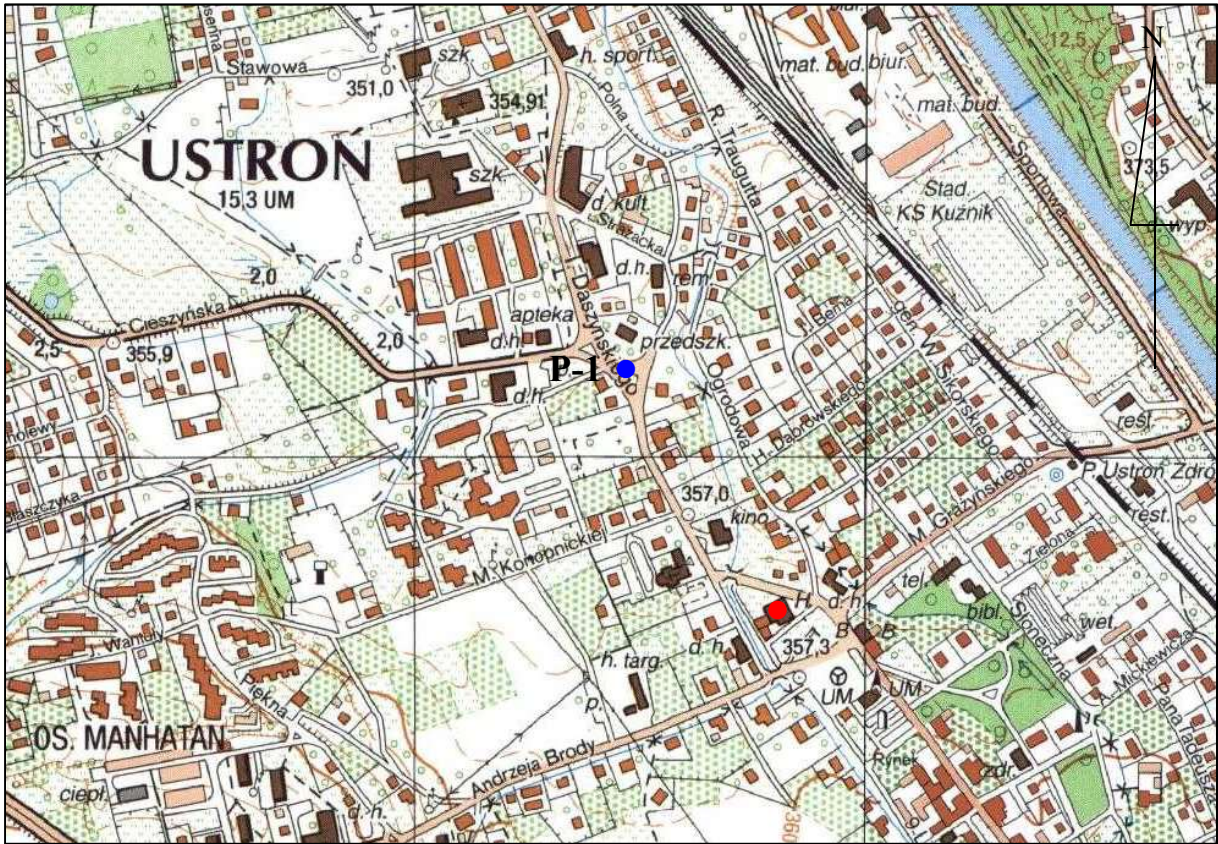 biur.
12,5
N
Stawowa
szk.
h. sport.
mat. bud.
biur.
351,0
354,91
Polna
R. Traugutta
mat. bud.
Sportowa
USTROŃ
15,3 UM
szk.
d. kult.
373,5
Stad.
KS Kuźnik
wyp.
Strażacka
d.h.
rem.
2,0
I. Daszyńskiego
J. Bema
gen. W. Sikorskiego
Cieszyńska
apteka
2,5
355,9
2,0
d.h.
przedszk.
P-1
d.h.
Ogrodowa
H. Dąbrowskiego
rest.
M. Grażyńskiego
P. Ustroń Zdrój
357,0
kino
rest.
M. Konopnickiej
Zielona
tel.
H.
d. h.
bibl.
Słoneczna
wet.
J. Wantuły
357,3
B
B
h. targ.
d. h.
A. Mickiewicza
Piękna
UM
UM
p.
Pana Tadeusza
OS. MANHATAN
Andrzeja Brody
Rynek
zdr.
ciepł.
d. h.
360